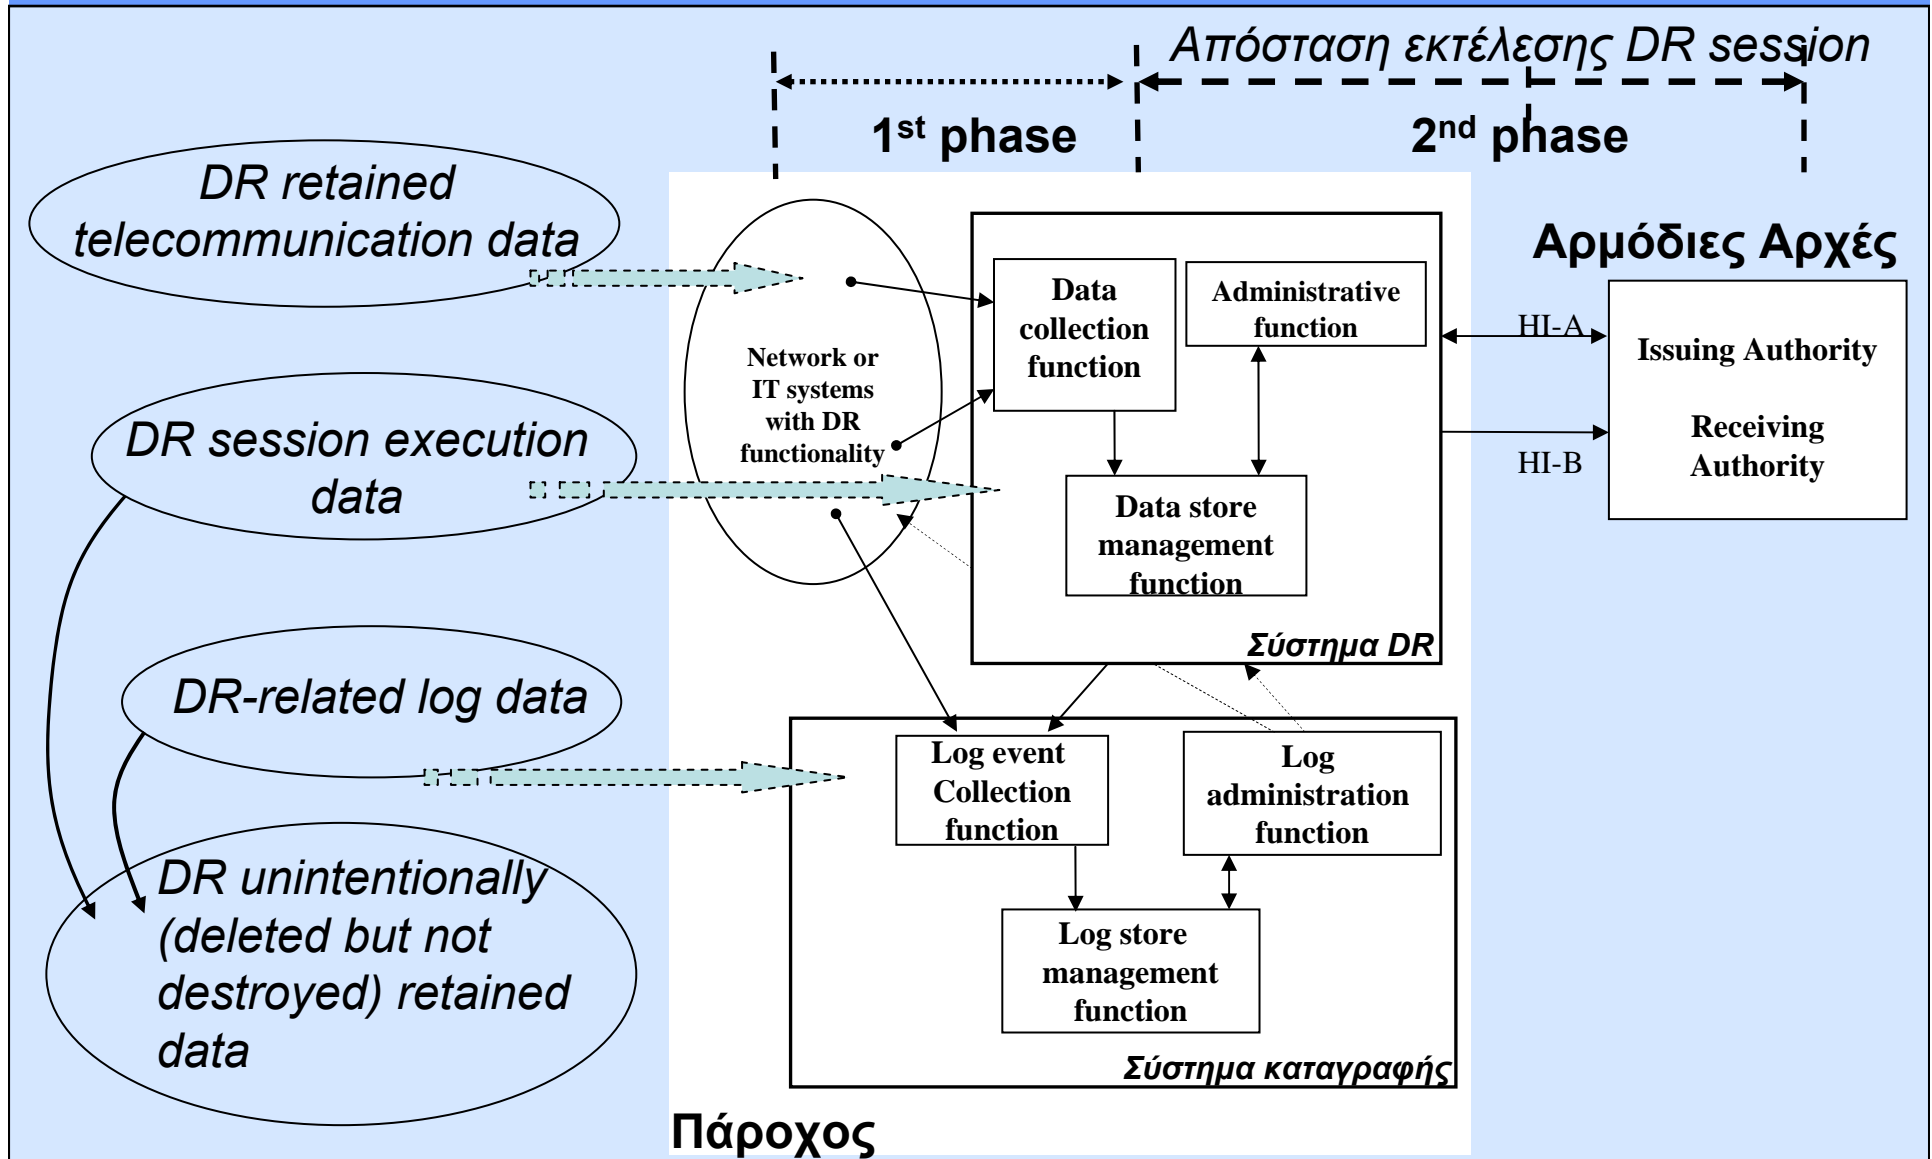 Απόσταση εκτέλεσης DR session
1st phase
2nd phase
DR retained
telecommunication data
Αρμόδιες Αρχές
Data
collection
function
Administrative
function
HI-A
Issuing Authority
Network or
IT systems
with DR
functionality
Receiving
Authority
HI-B
DR session execution
data
Data store
management
function
Σύστημα DR
DR-related log data
Log event
Collection
function
Log
administration
function
DR unintentionally
(deleted but not
destroyed) retained
data
Log store
management
function
Σύστημα καταγραφής
Πάροχος